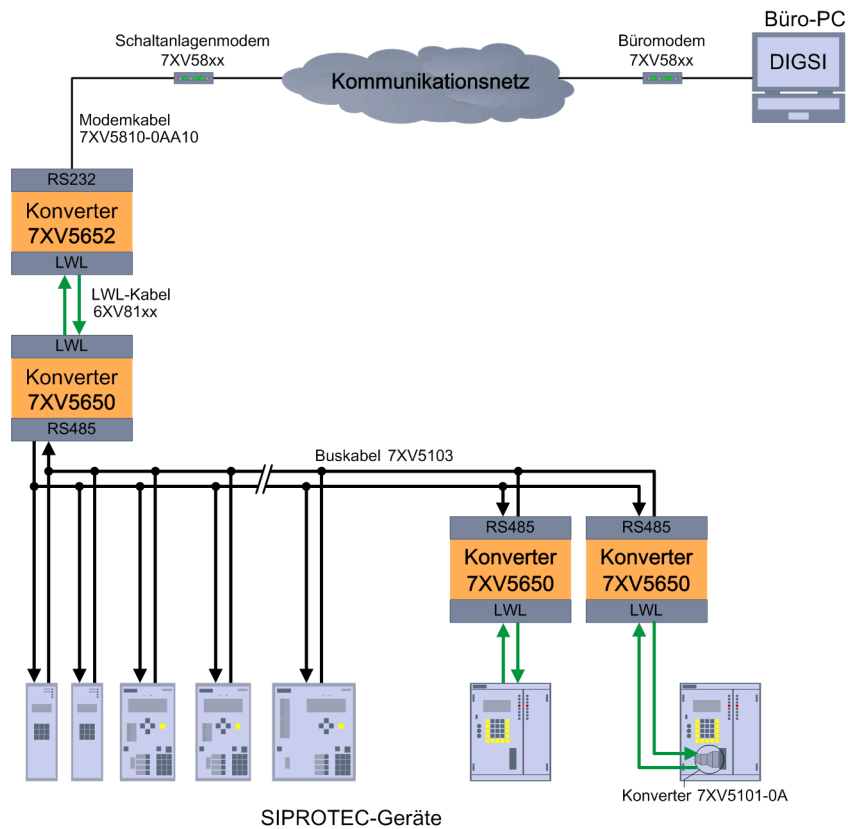 Büro-PC
Schaltanlagenmodem
7XV58xx
Büromodem
7XV58xx
DIGSI
Kommunikationsnetz
Modemkabel
7XV5810-0AA10
RS232
Konverter
7XV5652
LWL
LWL-Kabel
6XV81xx
LWL
Konverter
7XV5650
RS485
Buskabel 7XV5103
RS485
Konverter
7XV5650
LWL
RS485
Konverter
7XV5650
LWL
Konverter 7XV5101-0A
SIPROTEC-Geräte